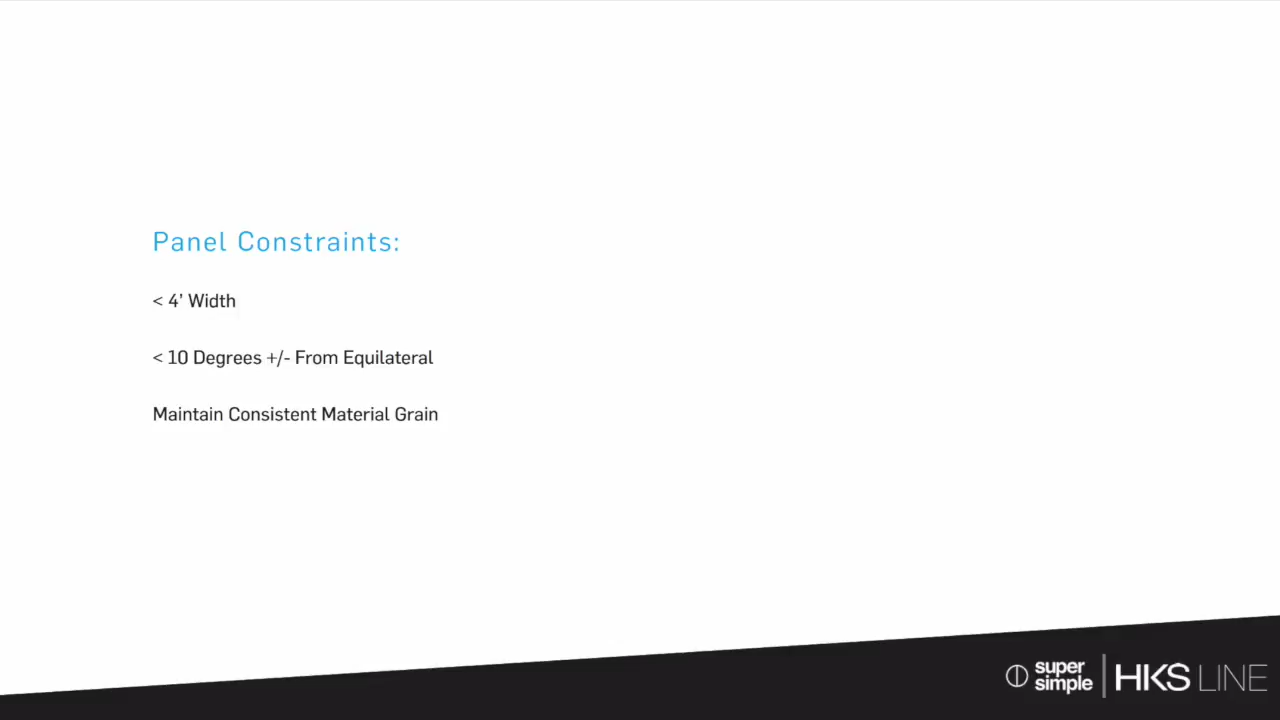 Panel Constraints:
< 4' Width
< 10 Degrees +/- From Equilateral
Maintain Consistent Material Grain
super
simple
HKS LINE